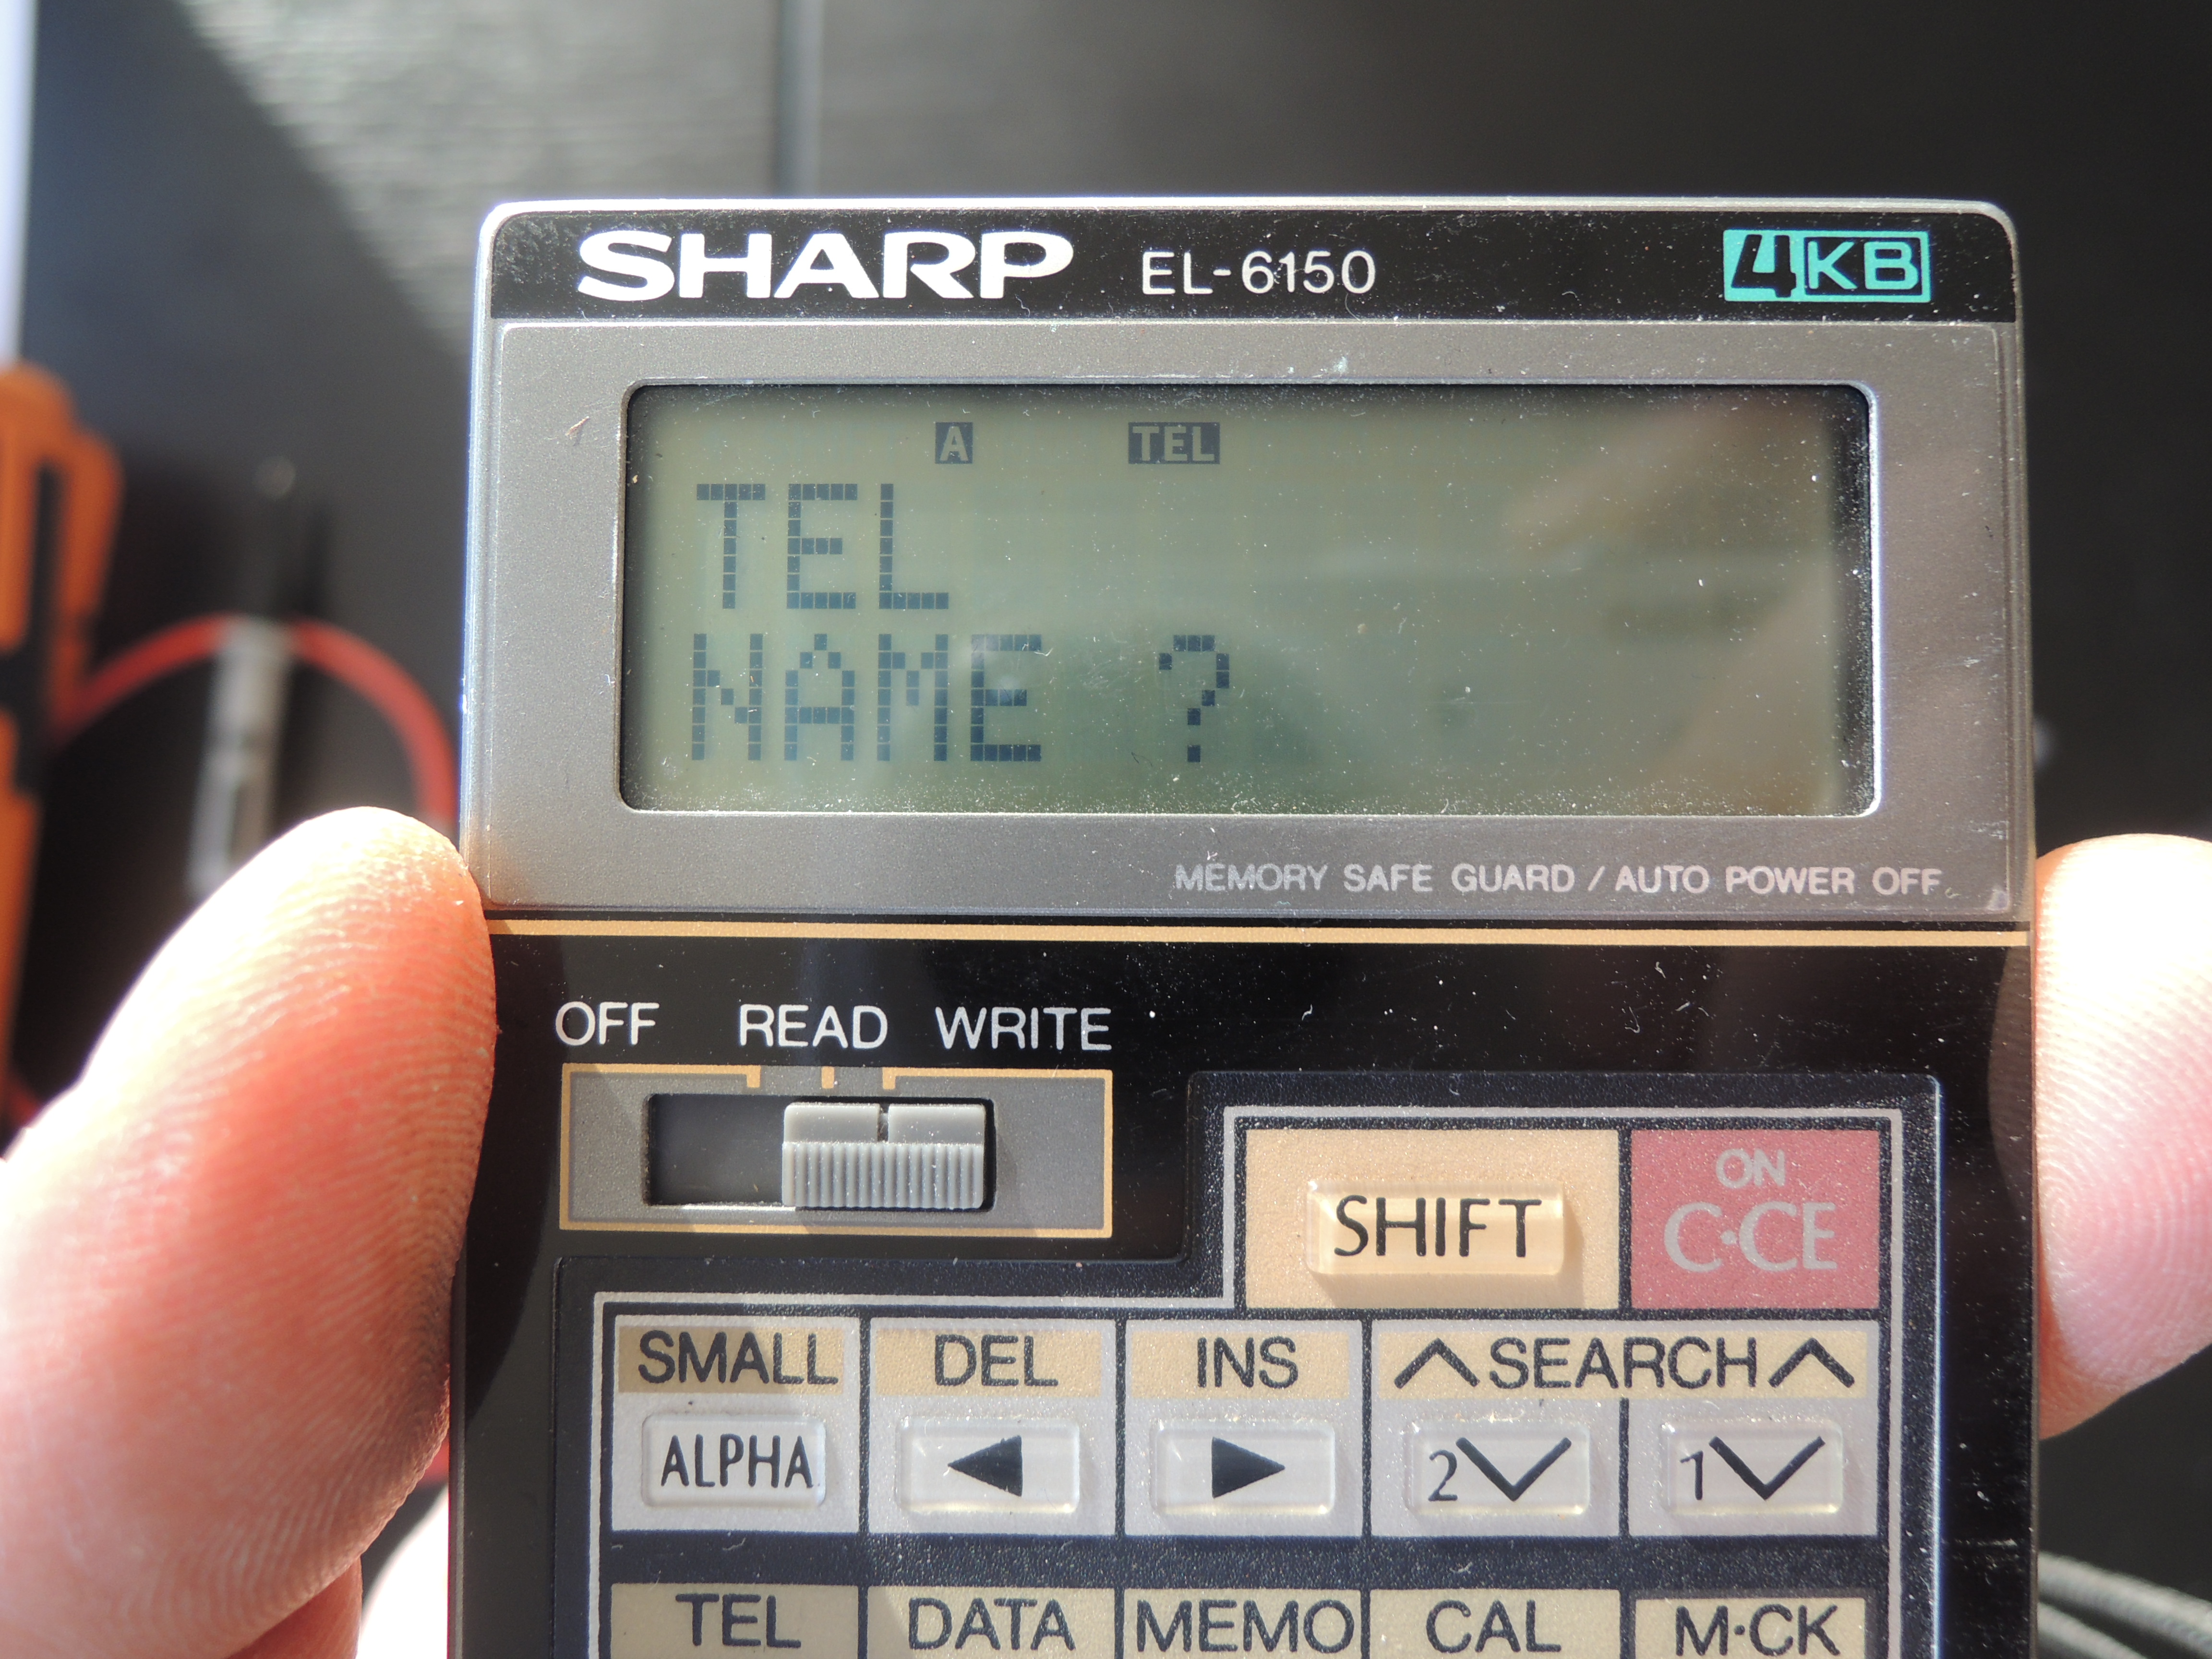 SHARP EL-6150 4KB
A TEL
TEL
NAME ?
MEMORY SAFE GUARD / AUTO POWER OFF
OFF READ WRITE
SHIFT
ON
C·CE
SMALL DEL INS SEARCH
ALPHA 2 1
TEL DATA MEMO CAL M·CK